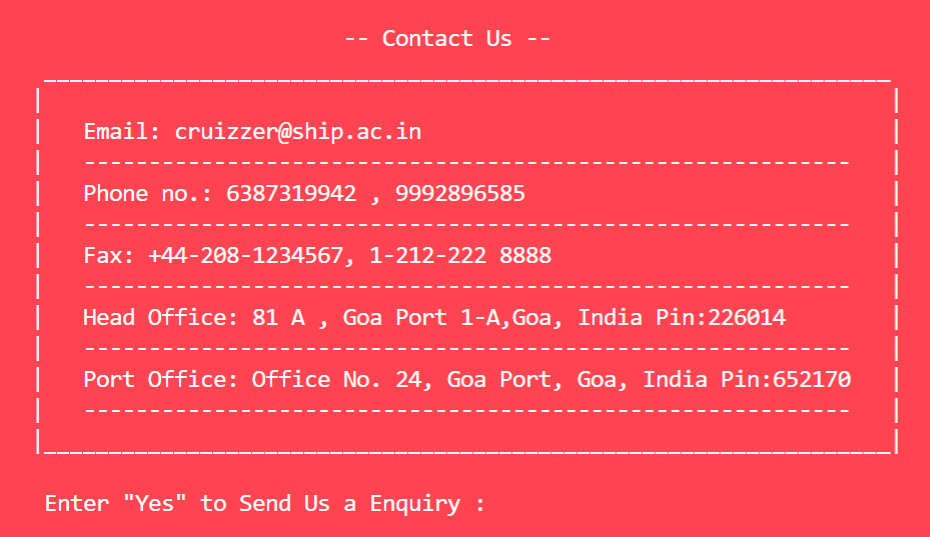 -- Contact Us --
Email: cruizzer@ship.ac.in
Phone no.: 6387319942 , 9992896585
Fax: +44-208-1234567, 1-212-222 8888
Head Office: 81 A , Goa Port 1-A,Goa, India Pin:226014
Port Office: Office No. 24, Goa Port, Goa, India Pin:652170
Enter "Yes" to Send Us a Enquiry :